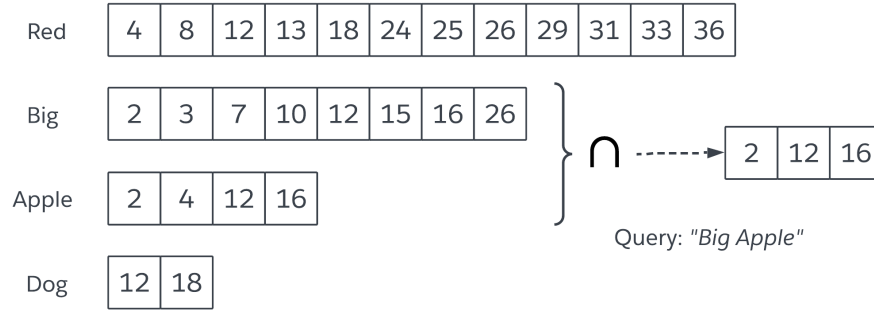 Red 4 8 12 13 18 24 25 26 29 31 33 36
Big 2 3 7 10 12 15 16 26
∩ 2 12 16
Apple 2 4 12 16
Query: "Big Apple"
Dog 12 18